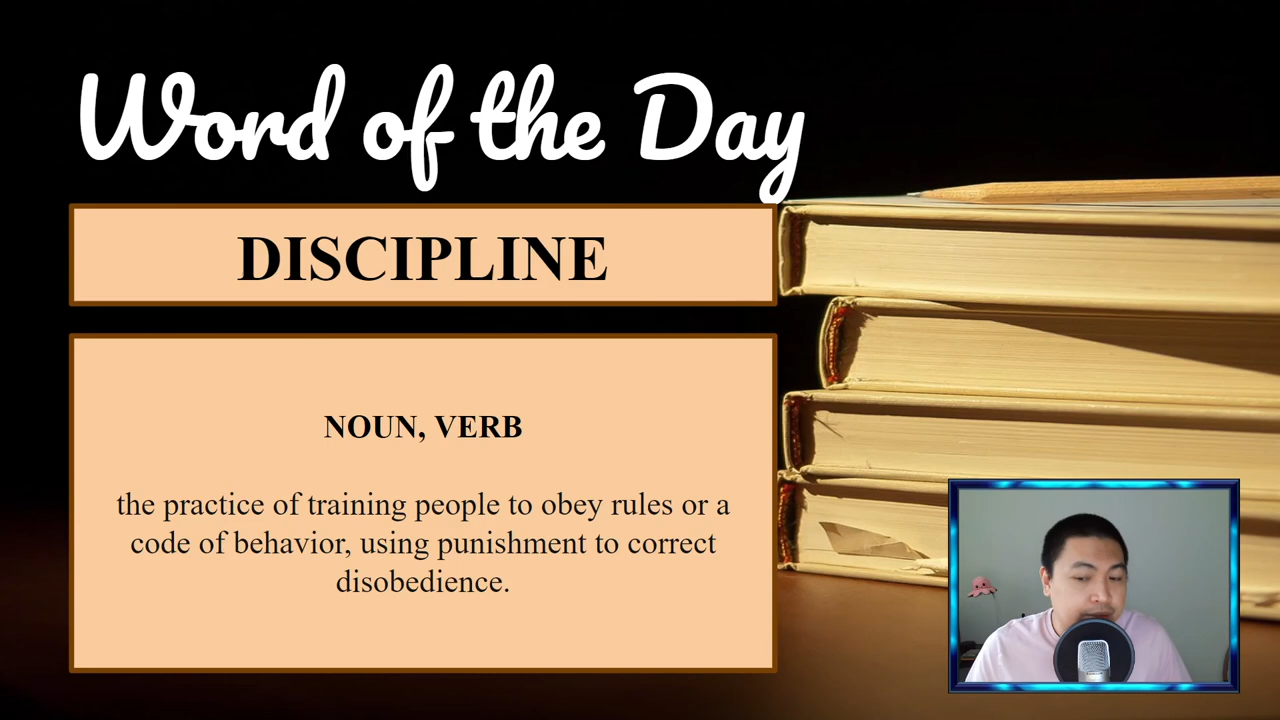 Word of the Day
DISCIPLINE
NOUN, VERB
the practice of training people to obey rules or a
code of behavior, using punishment to correct
disobedience.